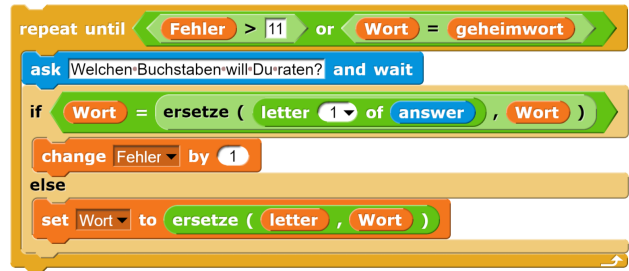 repeat until Fehler > 11 or Wort = geheimwort
ask Welchen Buchstaben will Du raten? and wait
if Wort = ersetze ( letter 1 of answer , Wort )
change Fehler by 1
else
set Wort to ersetze ( letter , Wort )